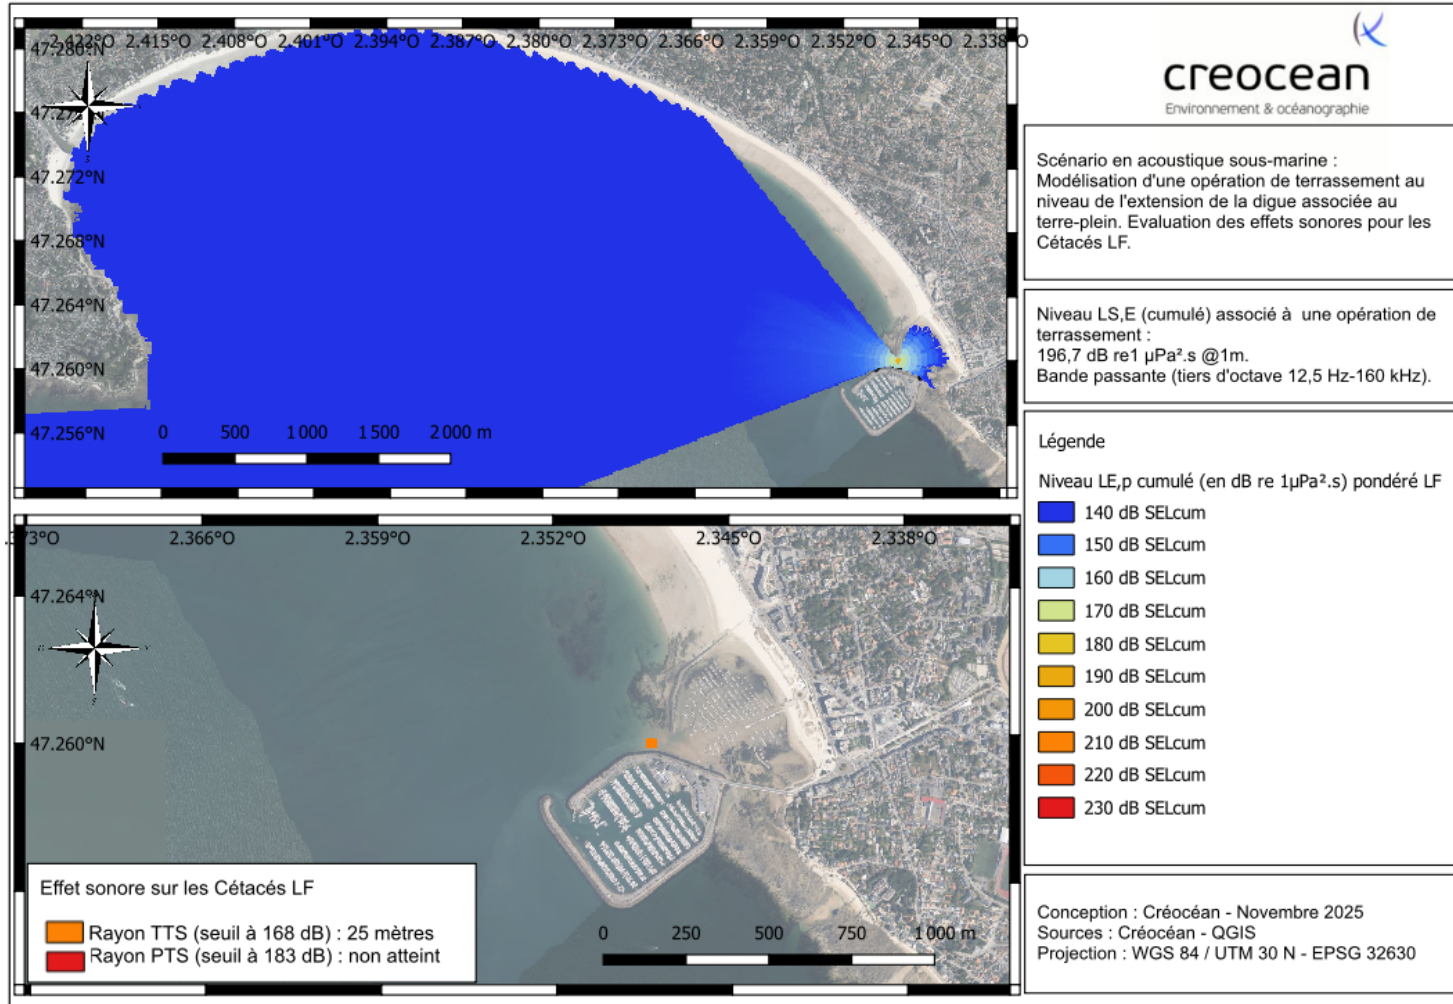 2.422°O 2.415°O 2.408°O 2.401°O 2.394°O 2.387°O 2.380°O 2.373°O 2.366°O 2.359°O 2.352°O 2.345°O 2.338°O
47.280°N
47.272°N
47.268°N
47.264°N
47.260°N
47.256°N
0 500 1 000 1 500 2 000 m
creocean
Environnement & océanographie
Scénario en acoustique sous-marine :
Modélisation d'une opération de terrassement au
niveau de l'extension de la digue associée au
terre-plein. Evaluation des effets sonores pour les
Cétacés LF.
Niveau LS,E (cumulé) associé à une opération de
terrassement :
196,7 dB re1 µPa².s @1m.
Bande passante (tiers d'octave 12,5 Hz-160 kHz).
Légende
Niveau LE,p cumulé (en dB re 1µPa².s) pondéré LF
140 dB SELcum
150 dB SELcum
160 dB SELcum
170 dB SELcum
180 dB SELcum
190 dB SELcum
200 dB SELcum
210 dB SELcum
220 dB SELcum
230 dB SELcum
2.366°O 2.359°O 2.352°O 2.345°O 2.338°O
47.264°N
47.260°N
0 250 500 750 1 000 m
Effet sonore sur les Cétacés LF
Rayon TTS (seuil à 168 dB) : 25 mètres
Rayon PTS (seuil à 183 dB) : non atteint
Conception : Créocéan - Novembre 2025
Sources : Créocéan - QGIS
Projection : WGS 84 / UTM 30 N - EPSG 32630